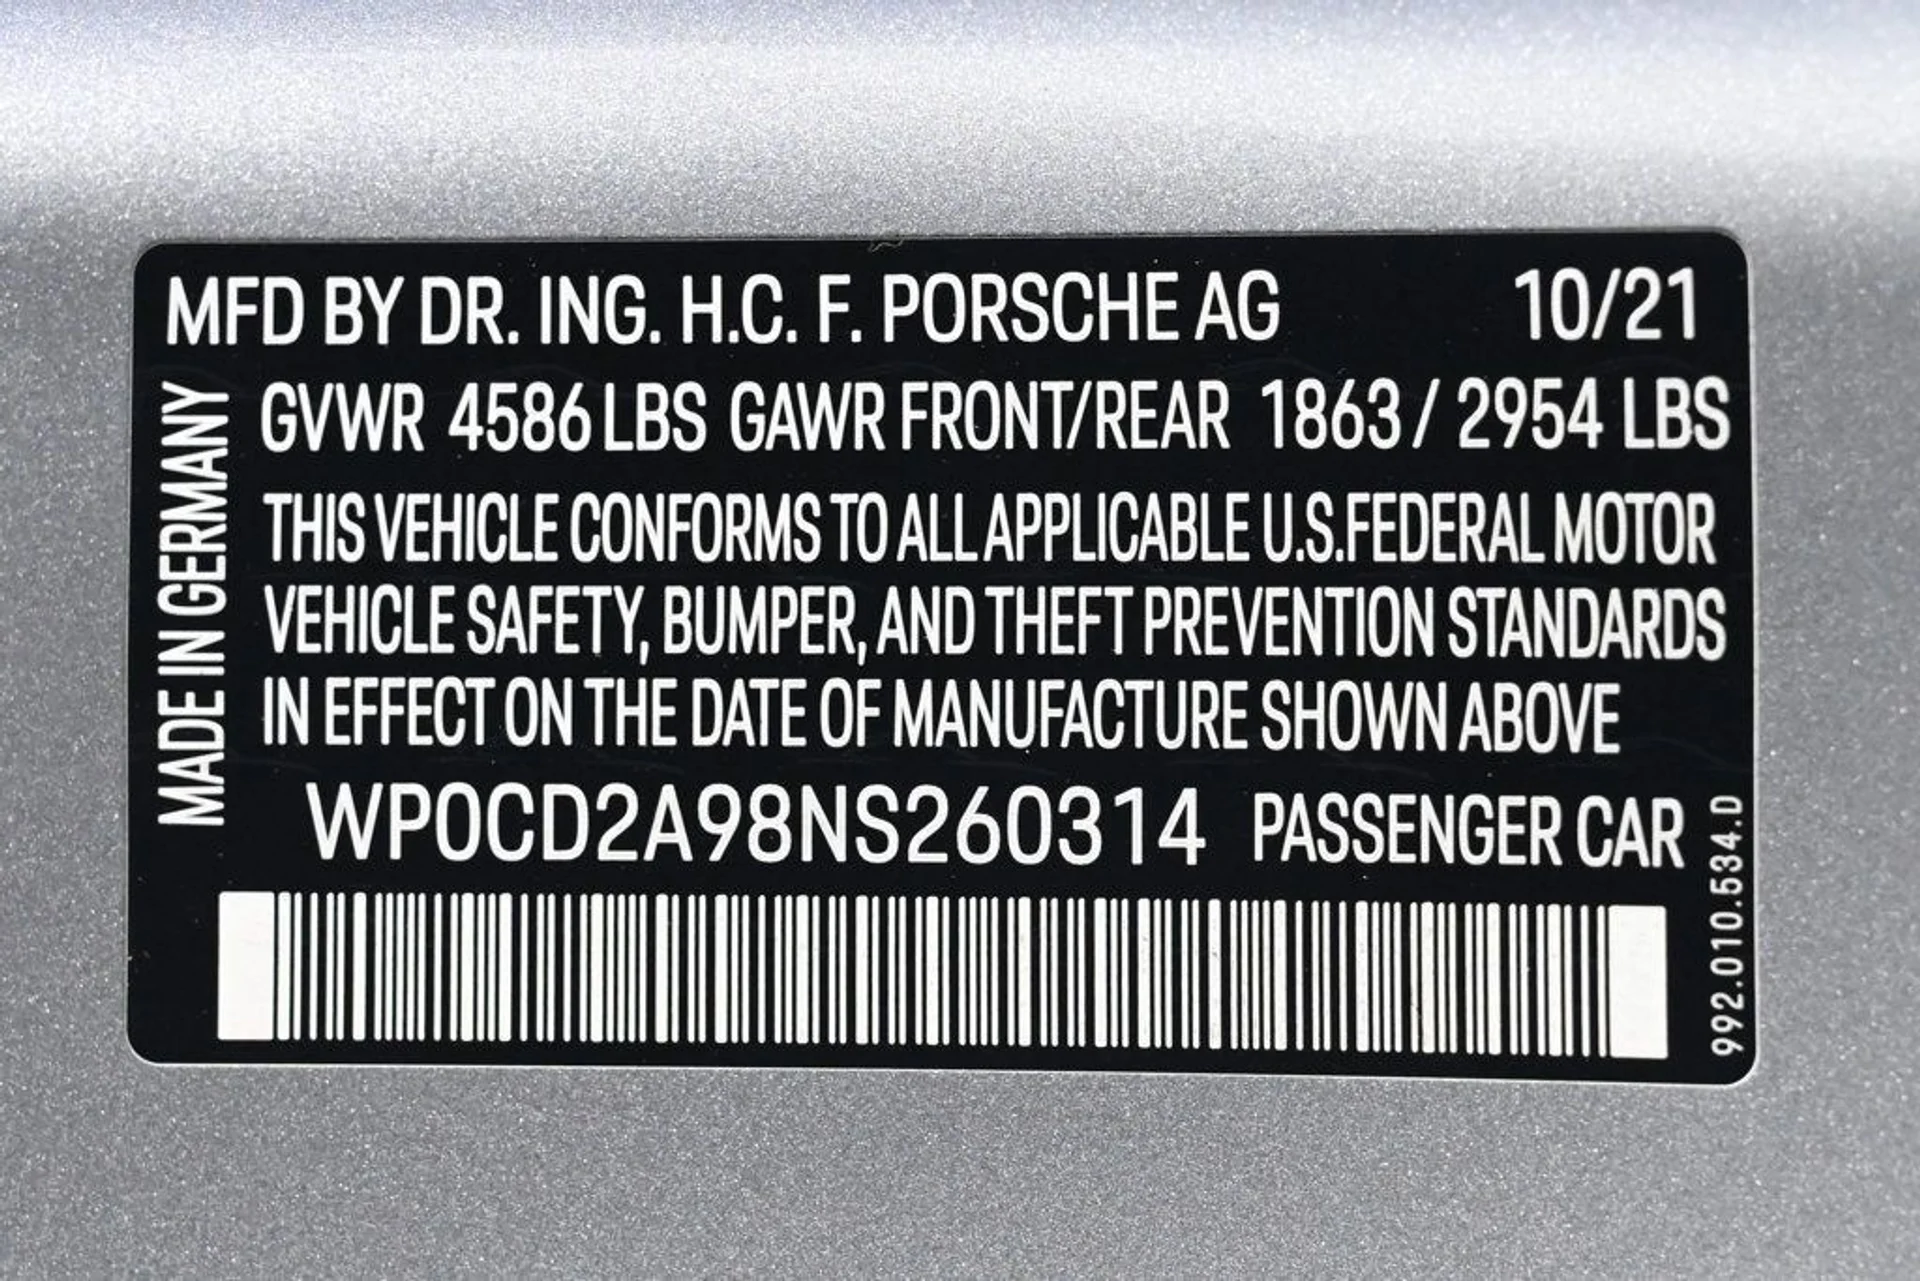 MFD BY DR. ING. H.C. F. PORSCHE AG 10/21
MADE IN GERMANY
GVWR 4586 LBS GAWR FRONT/REAR 1863 / 2954 LBS
THIS VEHICLE CONFORMS TO ALL APPLICABLE U.S.FEDERAL MOTOR
VEHICLE SAFETY, BUMPER, AND THEFT PREVENTION STANDARDS
IN EFFECT ON THE DATE OF MANUFACTURE SHOWN ABOVE
WP0CD2A98NS260314 PASSENGER CAR
992.010.534.D